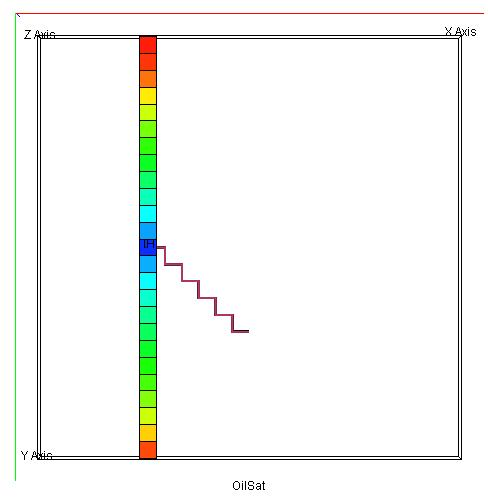 Z Axis
X Axis
IH
Y Axis
OilSat